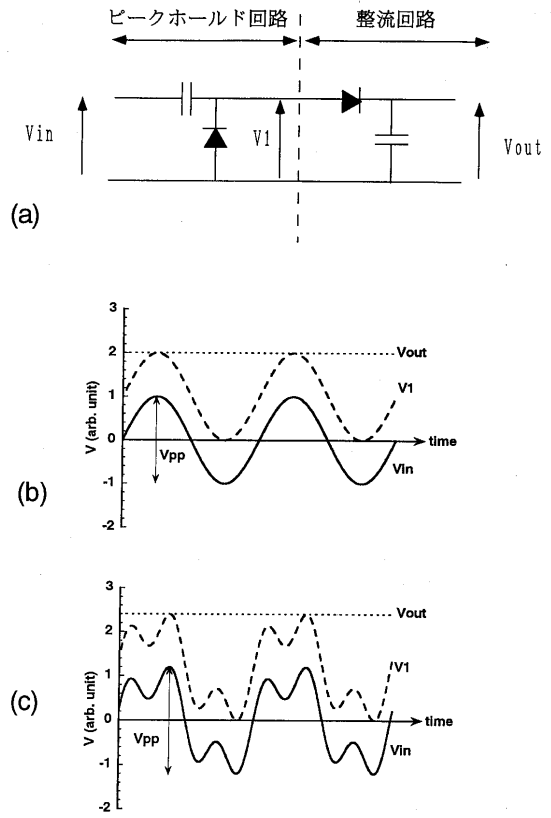 ピークホールド回路 整流回路
Vin V1 Vout
(a)
3
2 Vout
V1
1
V (arb. unit)
0 time
Vpp
Vin
-1
-2
(b)
3
Vout
2
V1
1
V (arb. unit)
0 time
Vpp
Vin
-1
-2
(c)